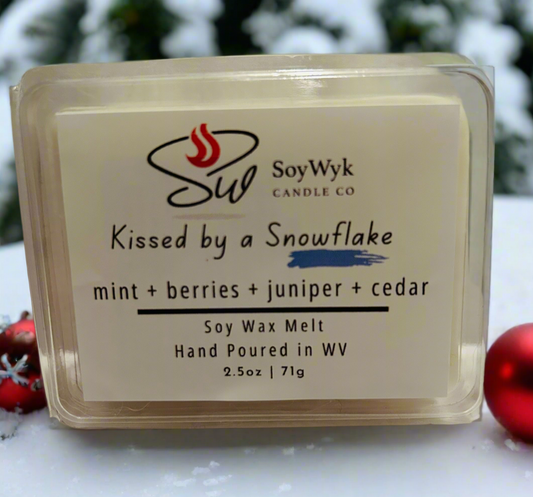 Sw
SoyWyk
CANDLE CO
Kissed by a Snowflake
mint + berries + juniper + cedar
Soy Wax Melt
Hand Poured in WV
2.5oz | 71g